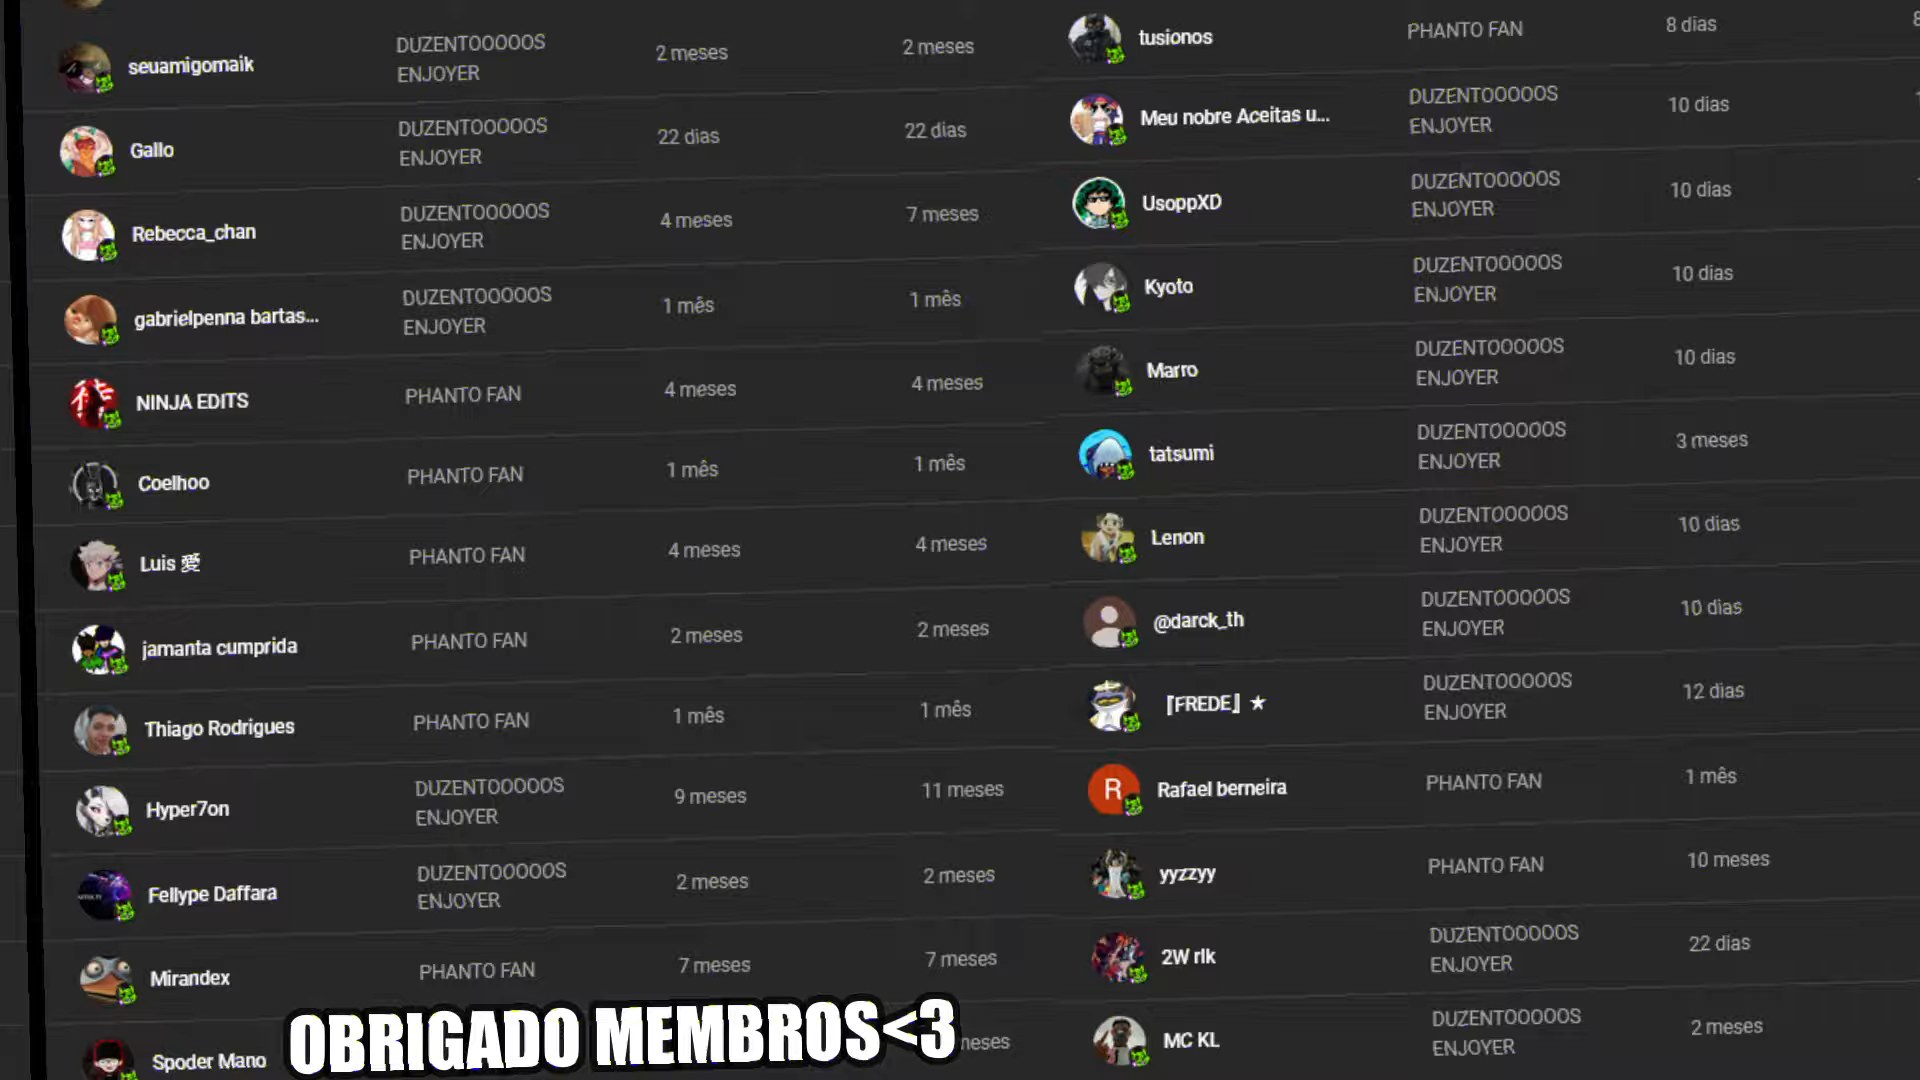 seuamigomaik DUZENTOOOOOS ENJOYER 2 meses 2 meses
Gallo DUZENTOOOOOS ENJOYER 22 dias 22 dias
Rebecca_chan DUZENTOOOOOS ENJOYER 4 meses 7 meses
gabrielpenna bartas... DUZENTOOOOOS ENJOYER 1 mês 1 mês
NINJA EDITS PHANTO FAN 4 meses 4 meses
Coelhoo PHANTO FAN 1 mês 1 mês
Luis 愛 PHANTO FAN 4 meses 4 meses
jamanta cumprida PHANTO FAN 2 meses 2 meses
Thiago Rodrigues PHANTO FAN 1 mês 1 mês
Hyper7on DUZENTOOOOOS ENJOYER 9 meses 11 meses
Fellype Daffara DUZENTOOOOOS ENJOYER 2 meses 2 meses
Mirandex PHANTO FAN 7 meses 7 meses
Spoder Mano
OBRIGADO MEMBROS<3
tusionos PHANTO FAN 8 dias
Meu nobre Aceitas u... DUZENTOOOOOS ENJOYER 10 dias
UsoppXD DUZENTOOOOOS ENJOYER 10 dias
Kyoto DUZENTOOOOOS ENJOYER 10 dias
Marro DUZENTOOOOOS ENJOYER 10 dias
tatsumi DUZENTOOOOOS ENJOYER 3 meses
Lenon DUZENTOOOOOS ENJOYER 10 dias
@darck_th DUZENTOOOOOS ENJOYER 10 dias
『FREDE』 ★ DUZENTOOOOOS ENJOYER 12 dias
R Rafael berneira PHANTO FAN 1 mês
yyzzyy PHANTO FAN 10 meses
2W rlk DUZENTOOOOOS ENJOYER 22 dias
MC KL DUZENTOOOOOS ENJOYER 2 meses